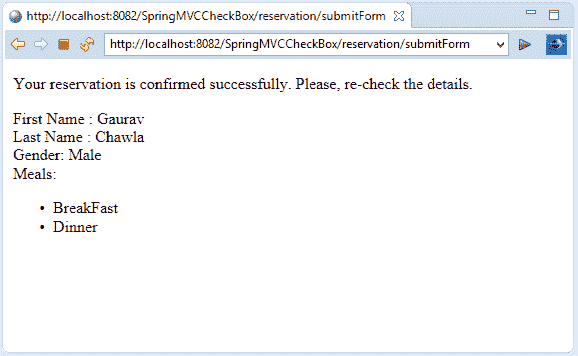 http://localhost:8082/SpringMVCCheckBox/reservation/submitForm
http://localhost:8082/SpringMVCCheckBox/reservation/submitForm
Your reservation is confirmed successfully. Please, re-check the details.
First Name : Gaurav
Last Name : Chawla
Gender: Male
Meals:
• BreakFast
• Dinner